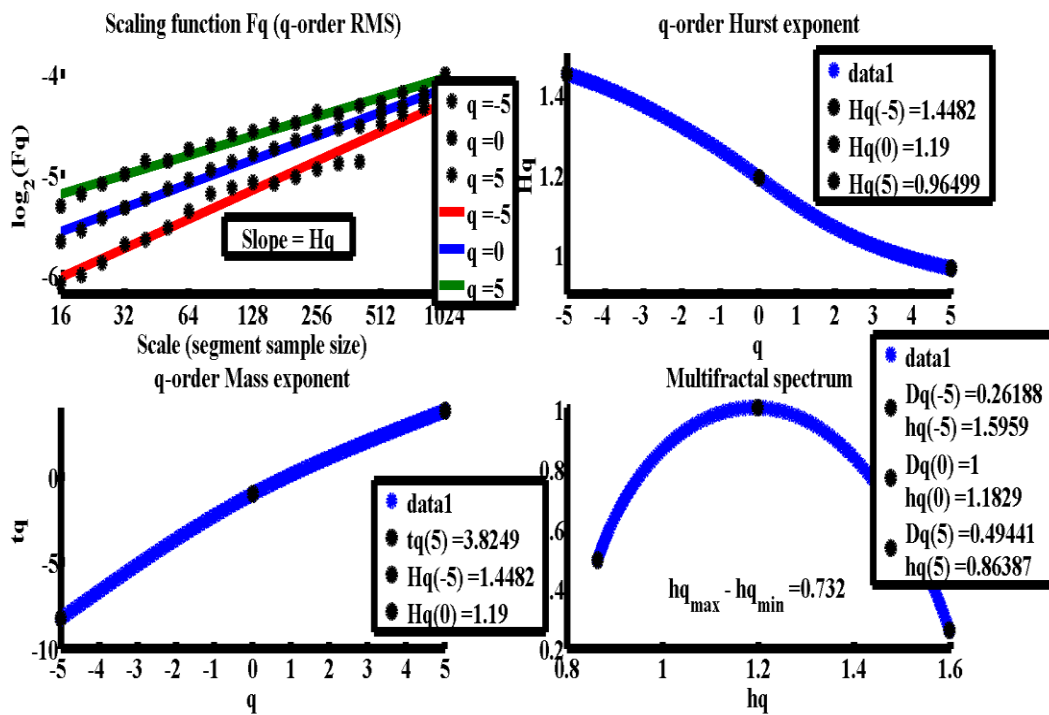 Scaling function Fq (q-order RMS)
-4
-5
-6
log2(Fq)
16 32 64 128 256 512 1024
Scale (segment sample size)
Slope = Hq
q =-5
q =0
q =5
q =-5
q =0
q =5
q-order Hurst exponent
1.4
1.2
1
Hq
-5 -4 -3 -2 -1 0 1 2 3 4 5
q
data1
Hq(-5) =1.4482
Hq(0) =1.19
Hq(5) =0.96499
q-order Mass exponent
0
-5
-10
tq
-5 -4 -3 -2 -1 0 1 2 3 4 5
q
data1
tq(5) =3.8249
Hq(-5) =1.4482
Hq(0) =1.19
Multifractal spectrum
1
0.8
0.6
0.4
0.2
0.8 1 1.2 1.4 1.6
hq
hqmax - hqmin =0.732
data1
Dq(-5) =0.26188
hq(-5) =1.5959
Dq(0) =1
hq(0) =1.1829
Dq(5) =0.49441
hq(5) =0.86387